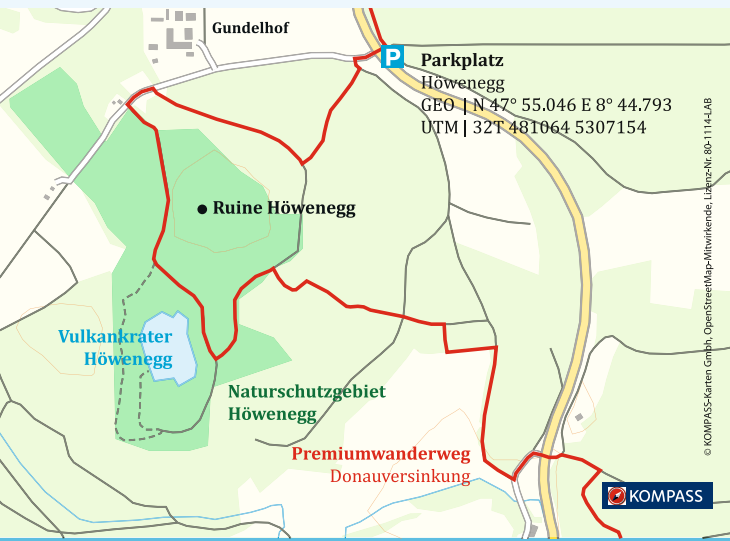 Gundelhof
P
Parkplatz
Höwenegg
GEO | N 47° 55.046 E 8° 44.793
UTM | 32T 481064 5307154
Ruine Höwenegg
Vulkankrater
Höwenegg
Naturschutzgebiet
Höwenegg
Premiumwanderweg
Donauversinkung
KOMPASS
© KOMPASS-Karten GmbH, OpenStreetMap-Mitwirkende, Lizenz-Nr. 80-1114-LAB